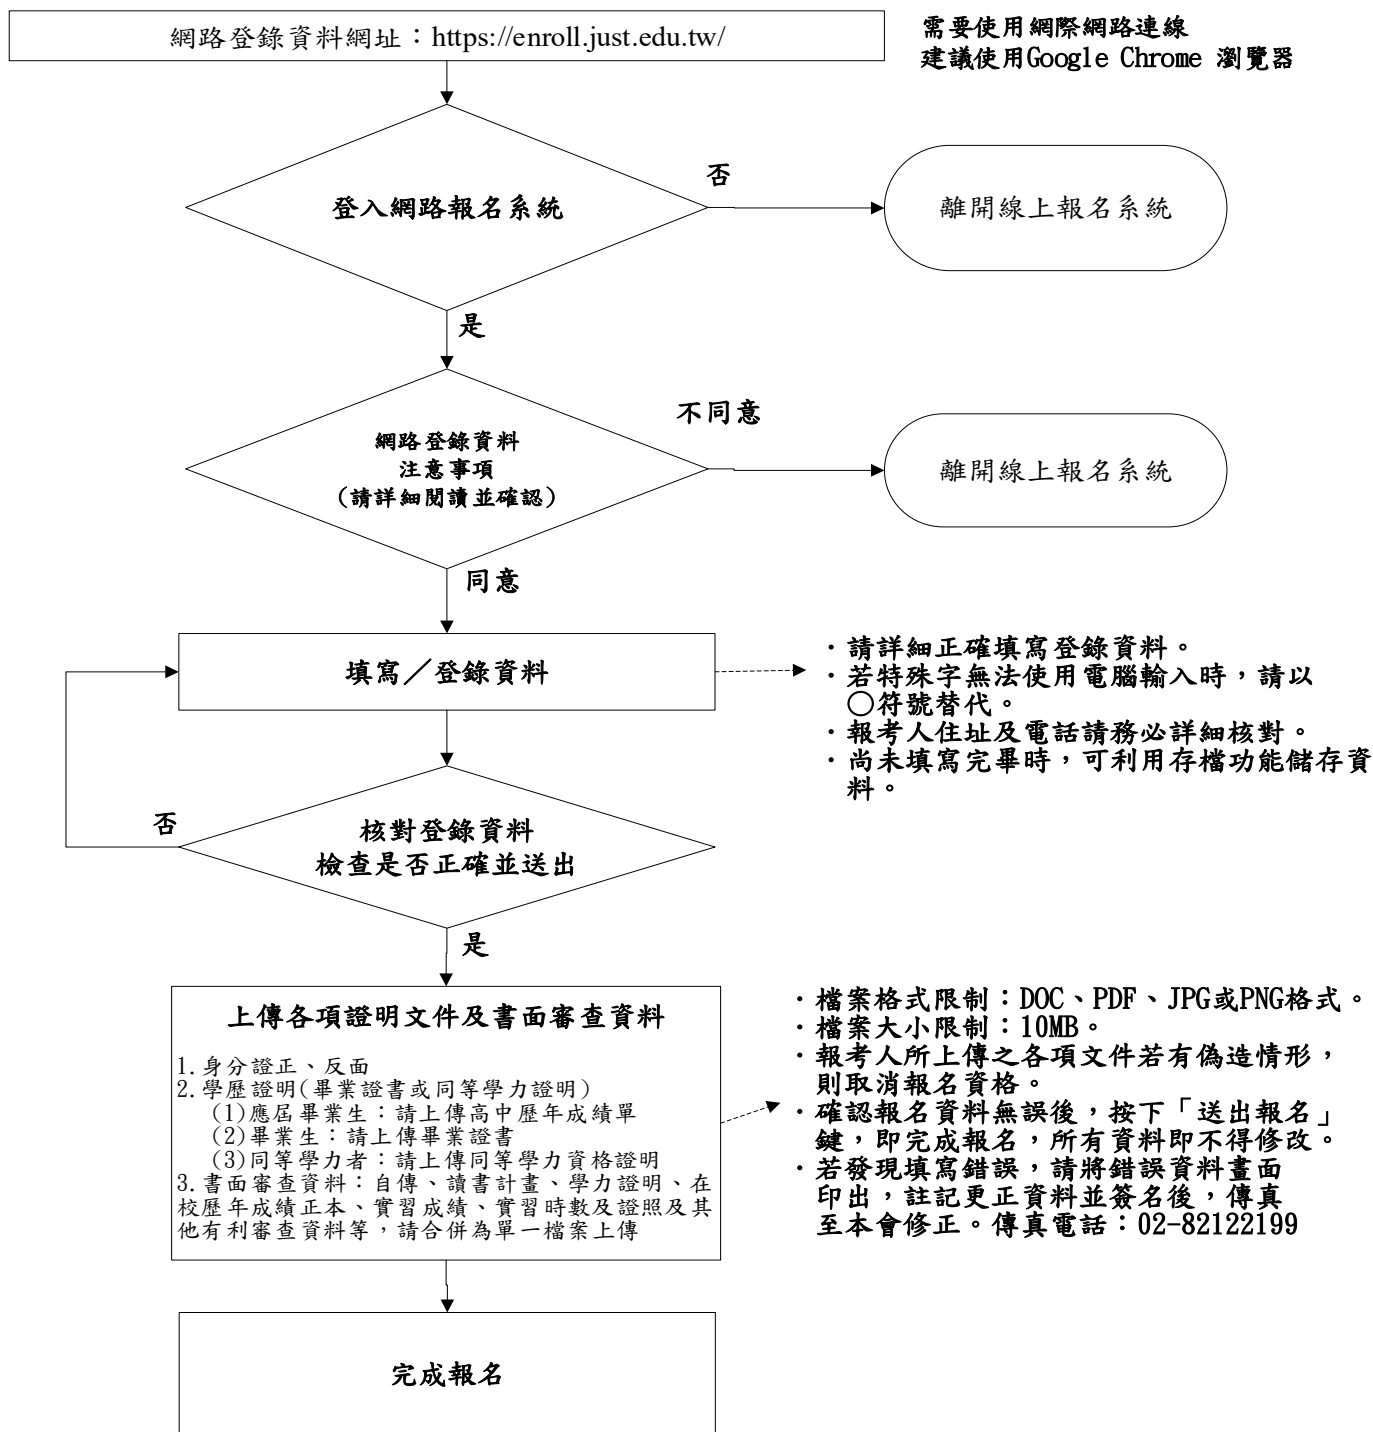 網路登錄資料網址：https://enroll.just.edu.tw/
需要使用網際網路連線
建議使用Google Chrome 瀏覽器
登入網路報名系統
否
離開線上報名系統
是
網路登錄資料
注意事項
(請詳細閱讀並確認)
不同意
離開線上報名系統
同意
填寫／登錄資料
‧請詳細正確填寫登錄資料。
‧若特殊字無法使用電腦輸入時，請以
○符號替代。
‧報考人住址及電話請務必詳細核對。
‧尚未填寫完畢時，可利用存檔功能儲存資
料。
否
核對登錄資料
檢查是否正確並送出
是
上傳各項證明文件及書面審查資料
1.身分證正、反面
2.學歷證明(畢業證書或同等學力證明)
(1)應屆畢業生：請上傳高中歷年成績單
(2)畢業生：請上傳畢業證書
(3)同等學力者：請上傳同等學力資格證明
3.書面審查資料：自傳、讀書計畫、學力證明、在
校歷年成績正本、實習成績、實習時數及證照及其
他有利審查資料等，請合併為單一檔案上傳
‧檔案格式限制：DOC、PDF、JPG或PNG格式。
‧檔案大小限制：10MB。
‧報考人所上傳之各項文件若有偽造情形，
則取消報名資格。
‧確認報名資料無誤後，按下「送出報名」
鍵，即完成報名，所有資料即不得修改。
‧若發現填寫錯誤，請將錯誤資料畫面
印出，註記更正資料並簽名後，傳真
至本會修正。傳真電話：02-82122199
完成報名